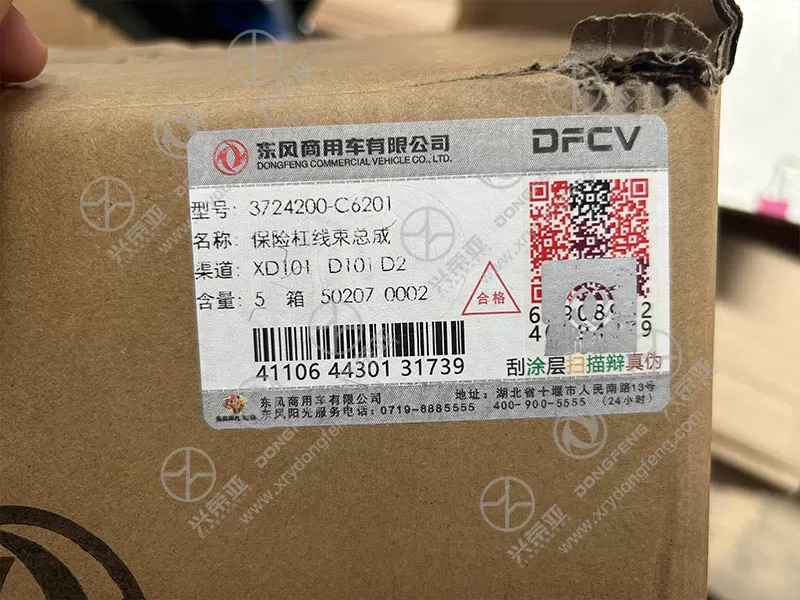 东风商用车有限公司
DONGFENG COMMERCIAL VEHICLE CO., LTD.
DFCV
型号: 3724200-C6201
名称: 保险杠线束总成
渠道: XD101 D101 D2
含量: 5 箱 50207 0002
合格
41106 44301 31739
刮涂层扫描辩真伪
东风商用车有限公司
地址: 湖北省十堰市人民南路13号
东风阳光服务电话: 0719-8885555 400-900-5555 (24小时)
兴荣亚 DONGFENG
www.xrydongfeng.com